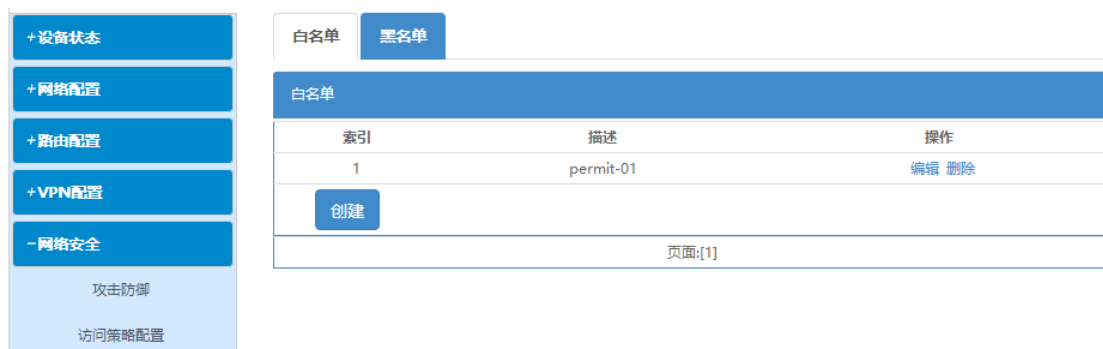 +设备状态
+网络配置
+路由配置
+VPN配置
-网络安全
攻击防御
访问策略配置
白名单 黑名单
白名单
索引 描述 操作
1 permit-01 编辑 删除
创建
页面:[1]